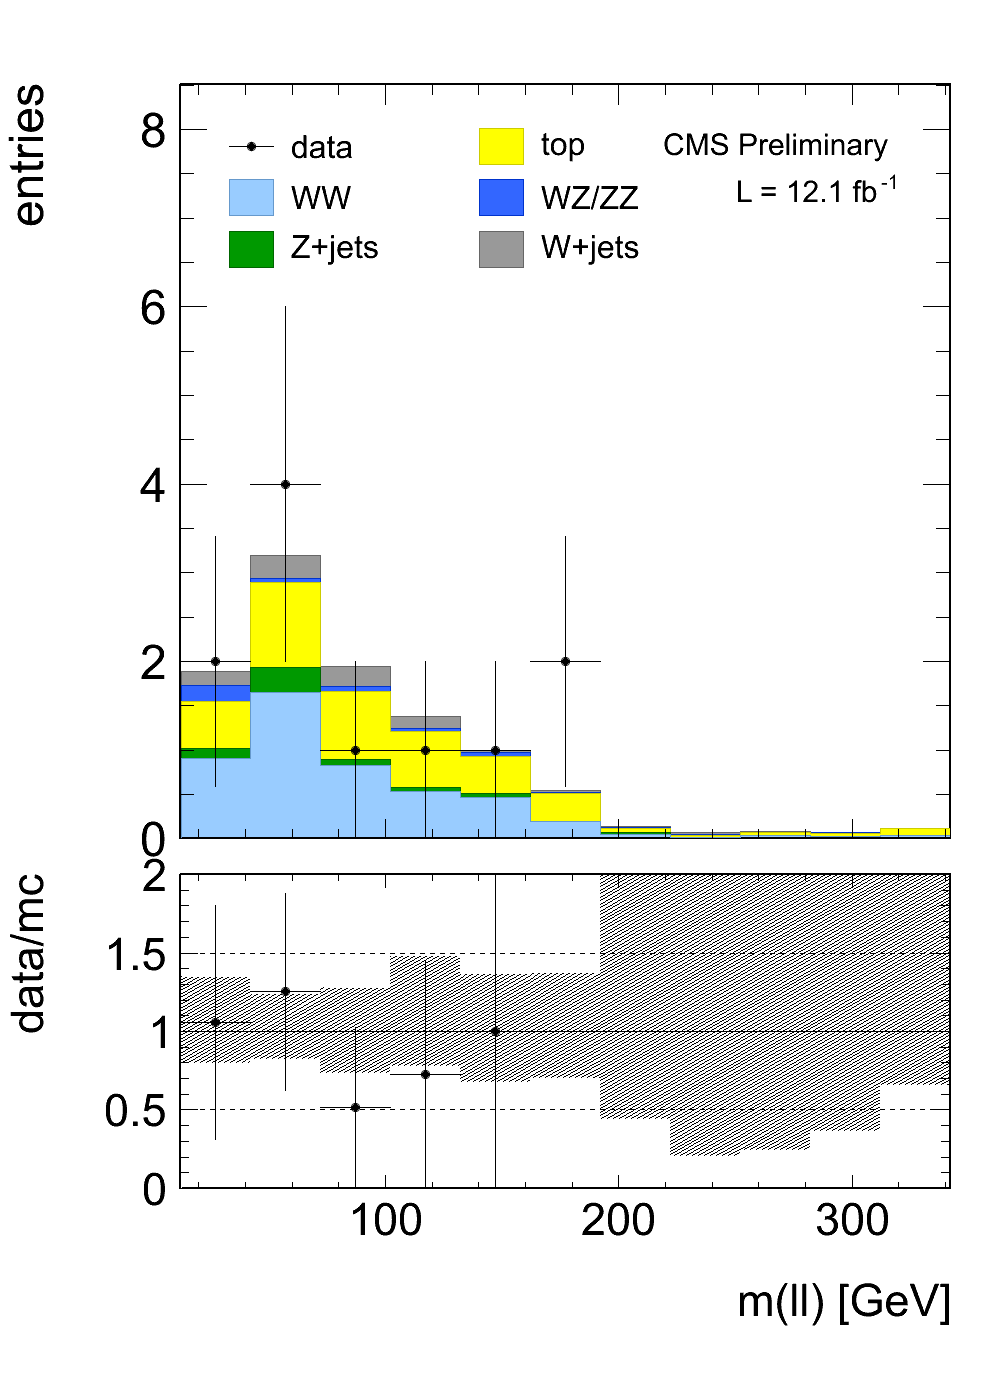 entries
8
6
4
2
0
data
top
WW
WZ/ZZ
Z+jets
W+jets
CMS Preliminary
L = 12.1 fb⁻¹
data/mc
2
1.5
1
0.5
0
100 200 300
m(ll) [GeV]